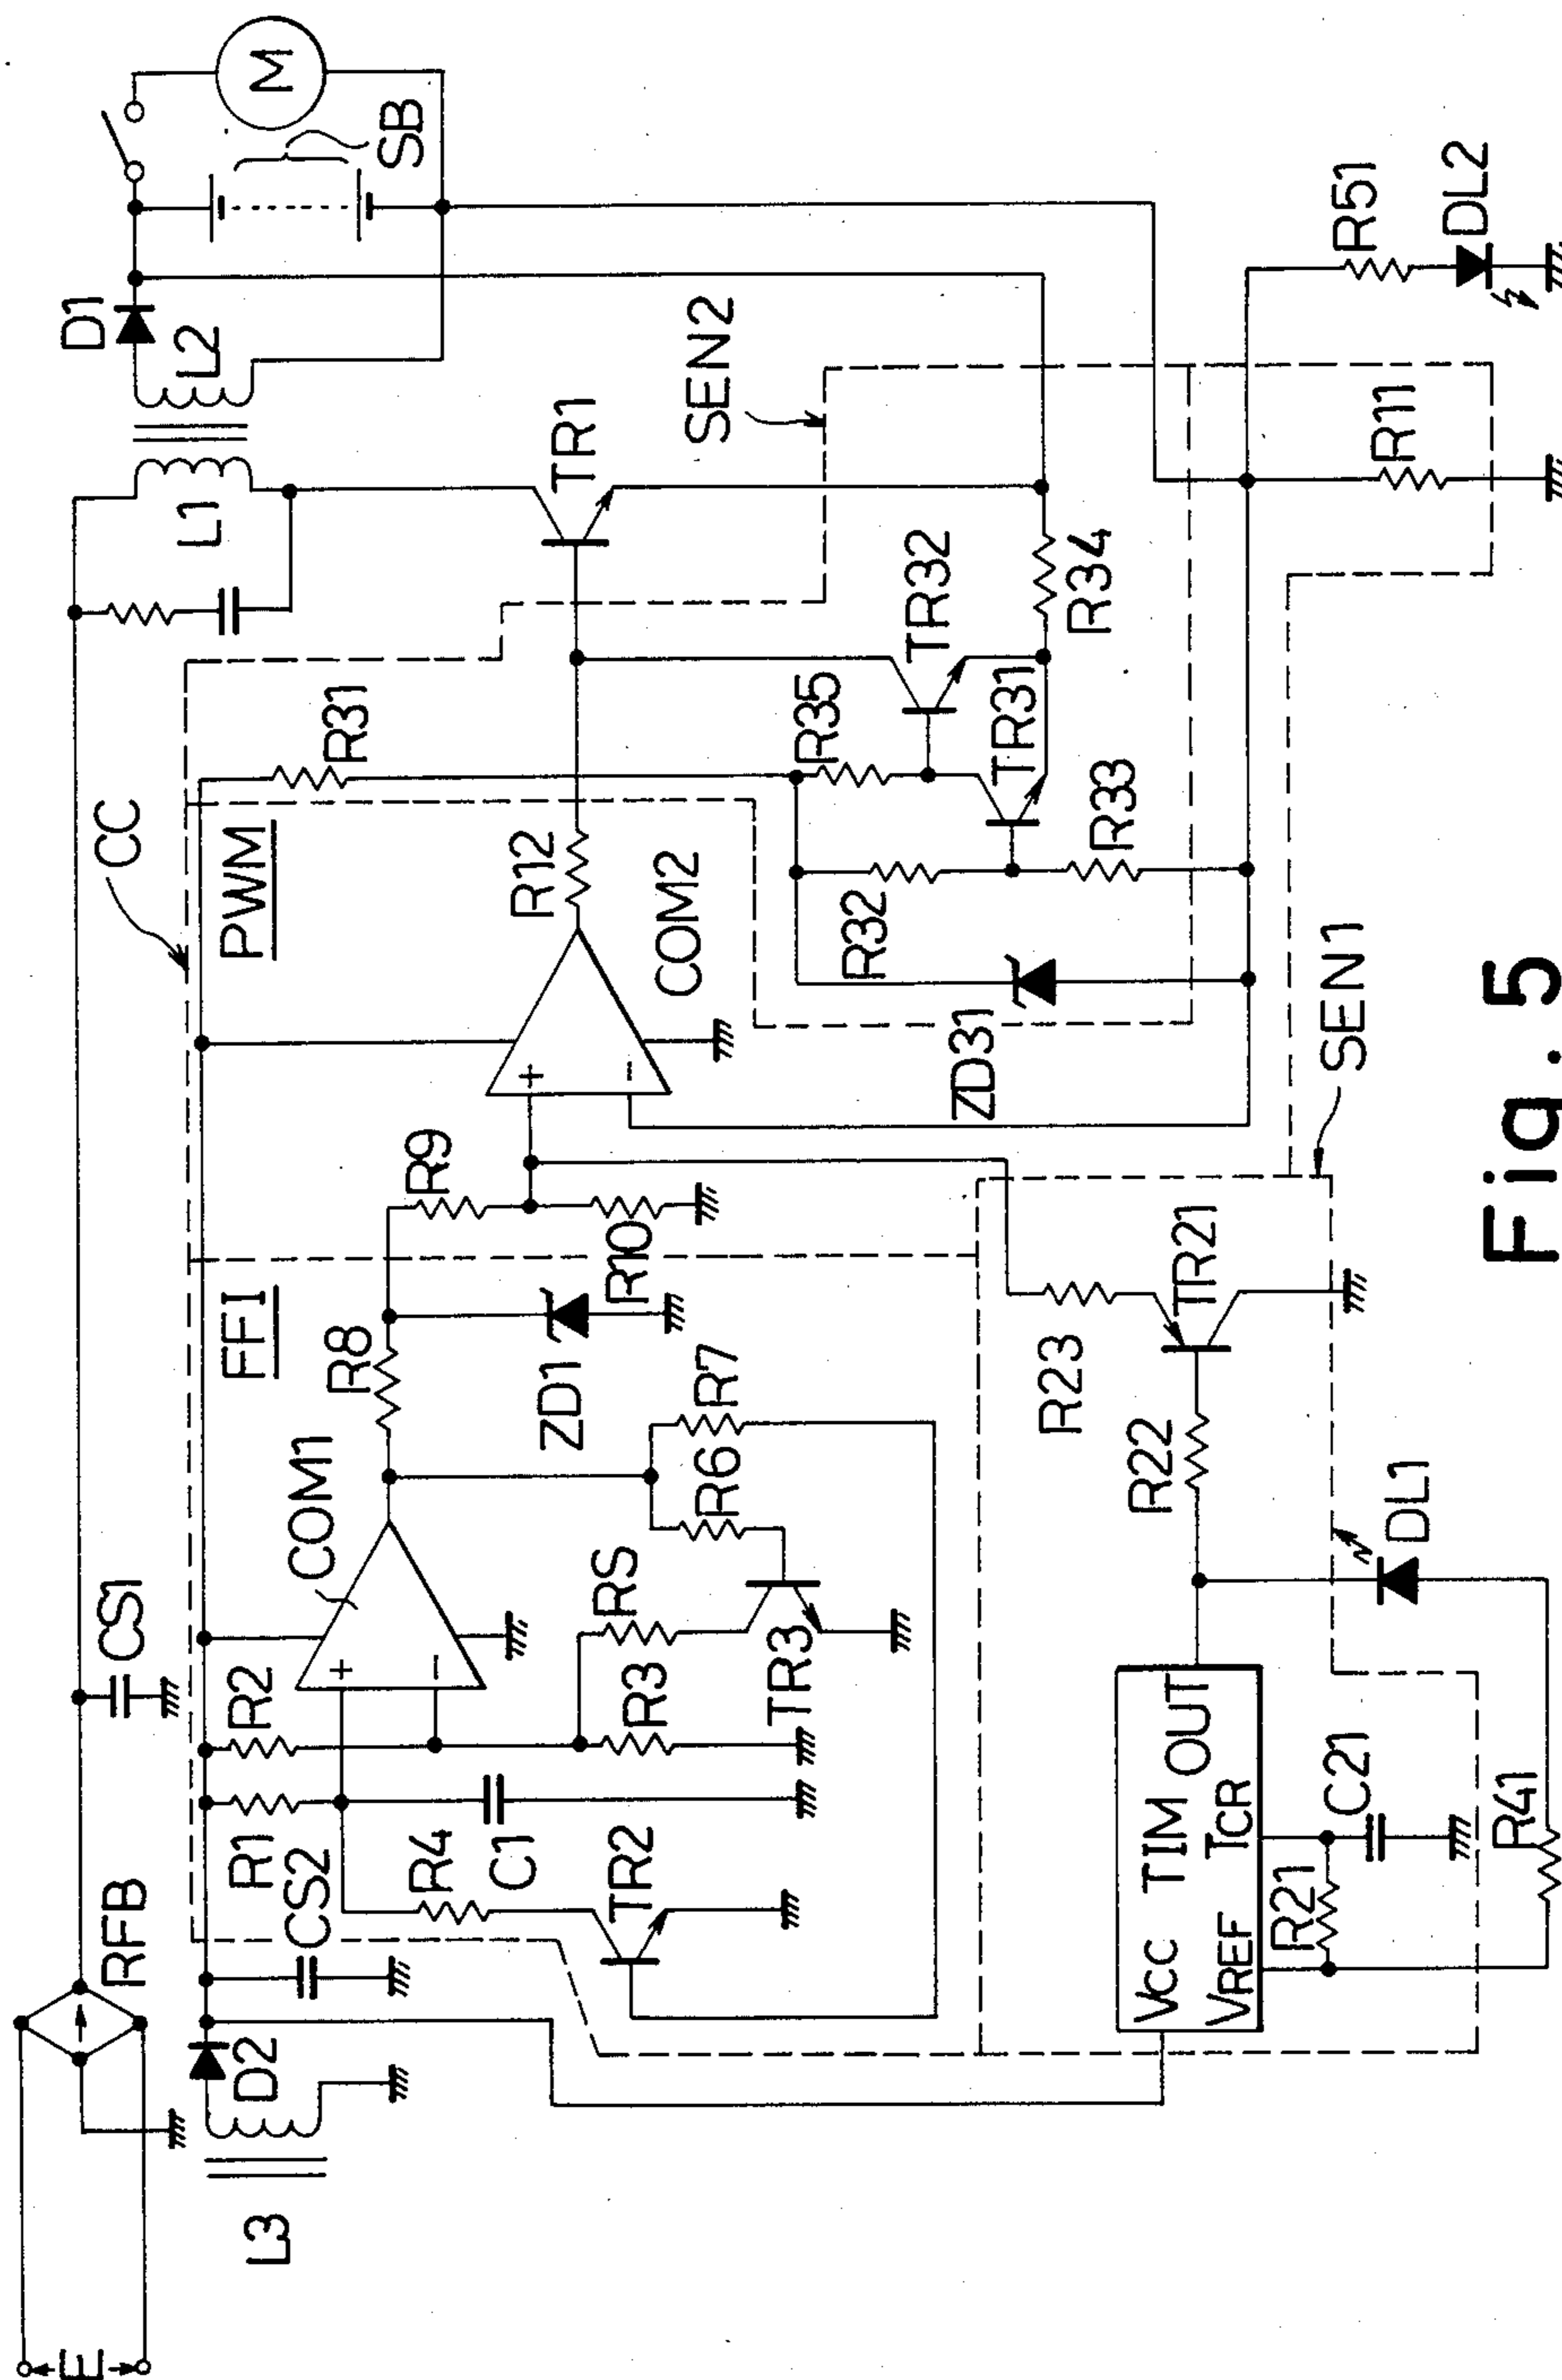 E
RFB
CS1
L1
L2
D1
M
SB
L3
D2
CS2
R1
R2
COM1
+
-
R4
C1
TR2
R3
RS
TR3
R6
R7
R8
ZD1
FF1
CC
PWM
R9
R10
+
-
COM2
R12
R31
TR1
SEN2
R32
R35
TR32
TR31
R33
R34
ZD31
VCC
TIM
OUT
VREF
TCR
R21
C21
R41
DL1
R22
R23
TR21
SEN1
R11
R51
DL2
Fig. 5